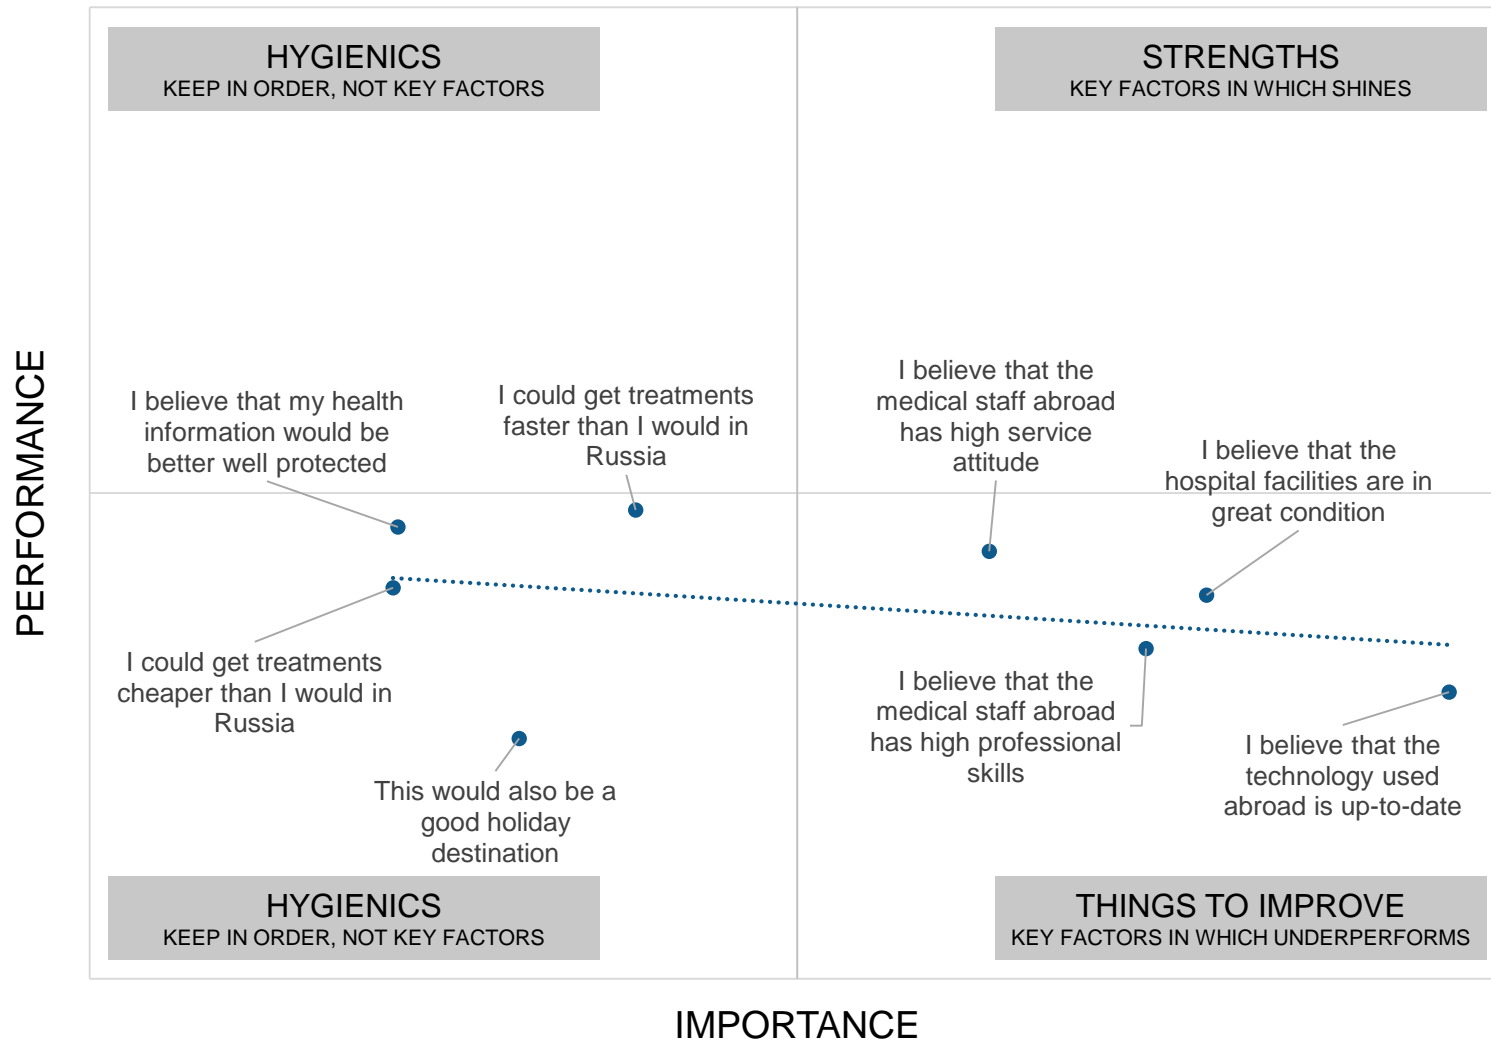 HYGIENICS
KEEP IN ORDER, NOT KEY FACTORS
STRENGTHS
KEY FACTORS IN WHICH SHINES
PERFORMANCE
I believe that my health
information would be
better well protected
I could get treatments
faster than I would in
Russia
I believe that the
medical staff abroad
has high service
attitude
I believe that the
hospital facilities are in
great condition
I could get treatments
cheaper than I would in
Russia
This would also be a
good holiday
destination
I believe that the
medical staff abroad
has high professional
skills
I believe that the
technology used
abroad is up-to-date
HYGIENICS
KEEP IN ORDER, NOT KEY FACTORS
THINGS TO IMPROVE
KEY FACTORS IN WHICH UNDERPERFORMS
IMPORTANCE